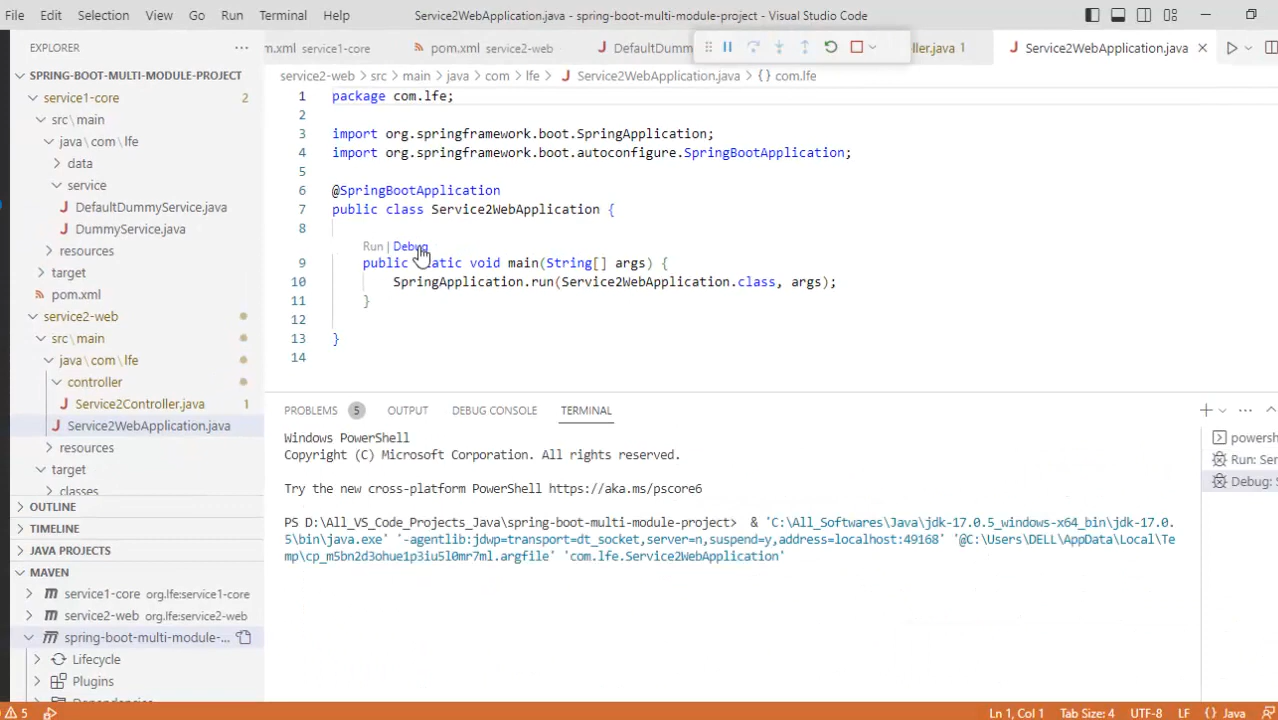 File Edit Selection View Go Run Terminal Help Service2WebApplication.java - spring-boot-multi-module-project - Visual Studio Code
EXPLORER
SPRING-BOOT-MULTI-MODULE-PROJECT
service1-core 2
src\main
java\com\lfe
data
service
DefaultDummyService.java
DummyService.java
resources
target
pom.xml
service2-web
src\main
java\com\lfe
controller
Service2Controller.java 1
Service2WebApplication.java
resources
target
classes
OUTLINE
TIMELINE
JAVA PROJECTS
MAVEN
service1-core org.lfe:service1-core
service2-web org.lfe:service2-web
spring-boot-multi-module-...
Lifecycle
Plugins
m.xml service1-core pom.xml service2-web DefaultDumm ller.java 1 Service2WebApplication.java
service2-web > src > main > java > com > lfe > Service2WebApplication.java > {} com.lfe
1 package com.lfe;
2
3 import org.springframework.boot.SpringApplication;
4 import org.springframework.boot.autoconfigure.SpringBootApplication;
5
6 @SpringBootApplication
7 public class Service2WebApplication {
8
Run | Debug
9 public static void main(String[] args) {
10 SpringApplication.run(Service2WebApplication.class, args);
11 }
12
13 }
14
PROBLEMS 5 OUTPUT DEBUG CONSOLE TERMINAL
Windows PowerShell
Copyright (C) Microsoft Corporation. All rights reserved.
Try the new cross-platform PowerShell https://aka.ms/pscore6
PS D:\All_VS_Code_Projects_Java\spring-boot-multi-module-project> & 'C:\All_Softwares\Java\jdk-17.0.5_windows-x64_bin\jdk-17.0.
5\bin\java.exe' '-agentlib:jdwp=transport=dt_socket,server=n,suspend=y,address=localhost:49168' '@C:\Users\DELL\AppData\Local\Te
mp\cp_m5bn2d3ohue1p3iu5l0mr7ml.argfile' 'com.lfe.Service2WebApplication'
powersh
Run: Ser
Debug: S
5 Ln 1, Col 1 Tab Size: 4 UTF-8 LF {} Java